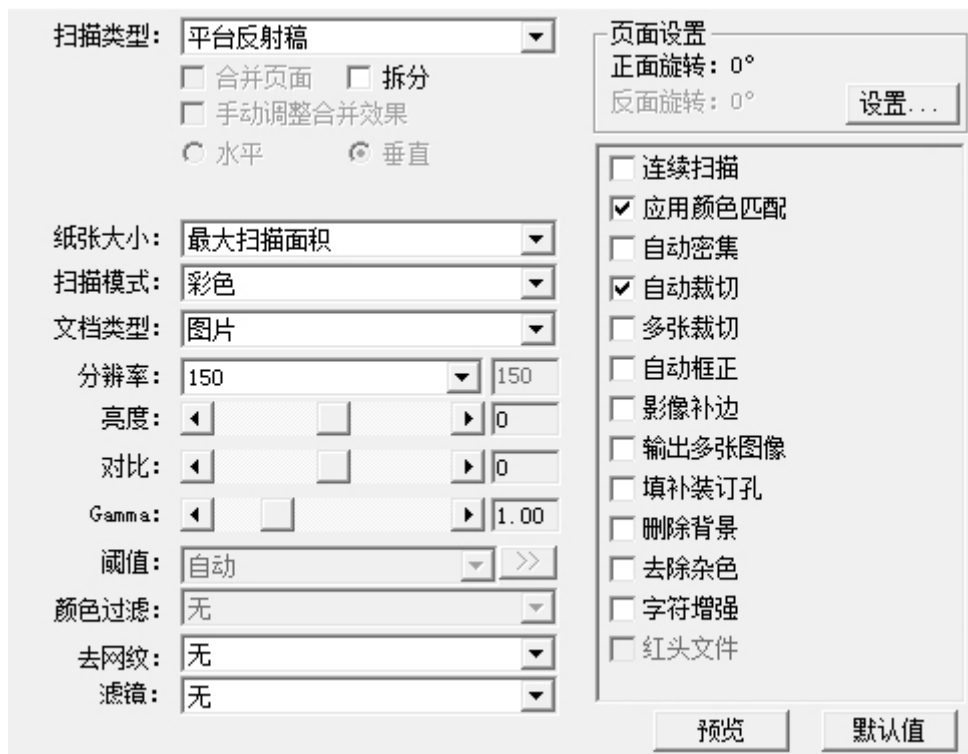 扫描类型: 平台反射稿
合并页面 拆分
手动调整合并效果
水平 垂直
纸张大小: 最大扫描面积
扫描模式: 彩色
文档类型: 图片
分辨率: 150 150
亮度: 0
对比: 0
Gamma: 1.00
阈值: 自动 >>
颜色过滤: 无
去网纹: 无
滤镜: 无
页面设置
正面旋转: 0°
反面旋转: 0° 设置...
连续扫描
应用颜色匹配
自动密集
自动裁切
多张裁切
自动框正
影像补边
输出多张图像
填补装订孔
删除背景
去除杂色
字符增强
红头文件
预览 默认值